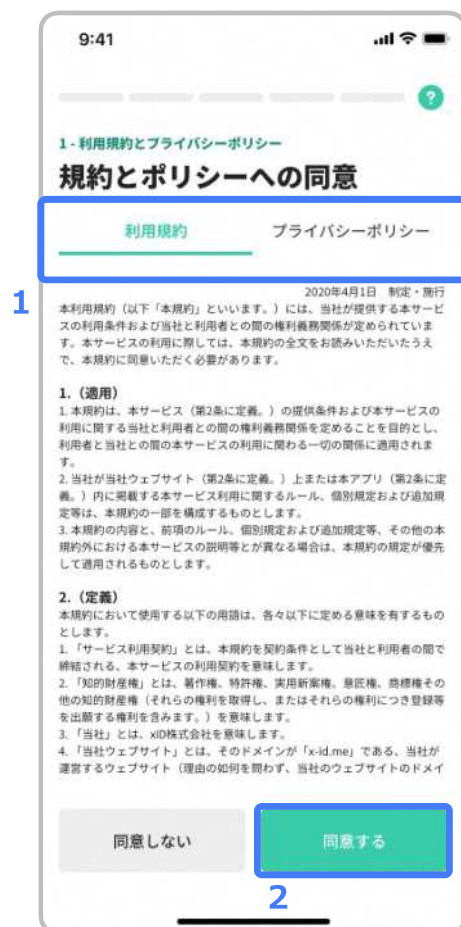 9:41
?
1 - 利用規約とプライバシーポリシー
規約とポリシーへの同意
利用規約 プライバシーポリシー
1
2020年4月1日 制定・施行
本利用規約（以下「本規約」といいます。）には、当社が提供する本サービ
スの利用条件および当社と利用者との間の権利義務関係が定められていま
す。本サービスの利用に際しては、本規約の全文をお読みいただいたうえ
で、本規約に同意いただく必要があります。
1.（適用）
1. 本規約は、本サービス（第2条に定義。）の提供条件および本サービスの
利用に関する当社と利用者との間の権利義務関係を定めることを目的とし、
利用者と当社との間の本サービスの利用に関わる一切の関係に適用されま
す。
2. 当社が当社ウェブサイト（第2条に定義。）上または本アプリ（第2条に定
義。）内に掲載する本サービス利用に関するルール、個別規定および追加規
定等は、本規約の一部を構成するものとします。
3. 本規約の内容と、前項のルール、個別規定および追加規定等、その他の本
規約外における本サービスの説明等とが異なる場合は、本規約の規定が優先
して適用されるものとします。
2.（定義）
本規約において使用する以下の用語は、各々以下に定める意味を有するもの
とします。
1. 「サービス利用契約」とは、本規約を契約条件として当社と利用者の間で
締結される、本サービスの利用契約を意味します。
2. 「知的財産権」とは、著作権、特許権、実用新案権、意匠権、商標権その
他の知的財産権（それらの権利を取得し、またはそれらの権利につき登録等
を出願する権利を含みます。）を意味します。
3. 「当社」とは、xID株式会社を意味します。
4. 「当社ウェブサイト」とは、そのドメインが「x-id.me」である、当社が
運営するウェブサイト（理由の如何を問わず、当社のウェブサイトのドメイ
同意しない 同意する
2